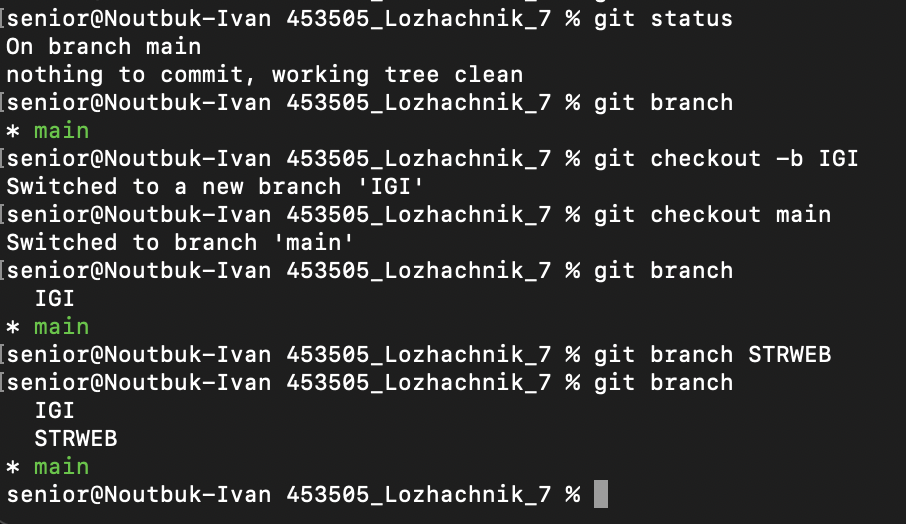 [senior@Noutbuk-Ivan 453505_Lozhachnik_7 % git status
On branch main
nothing to commit, working tree clean
[senior@Noutbuk-Ivan 453505_Lozhachnik_7 % git branch
* main
[senior@Noutbuk-Ivan 453505_Lozhachnik_7 % git checkout -b IGI
Switched to a new branch 'IGI'
[senior@Noutbuk-Ivan 453505_Lozhachnik_7 % git checkout main
Switched to branch 'main'
[senior@Noutbuk-Ivan 453505_Lozhachnik_7 % git branch
  IGI
* main
[senior@Noutbuk-Ivan 453505_Lozhachnik_7 % git branch STRWEB
[senior@Noutbuk-Ivan 453505_Lozhachnik_7 % git branch
  IGI
  STRWEB
* main
senior@Noutbuk-Ivan 453505_Lozhachnik_7 %